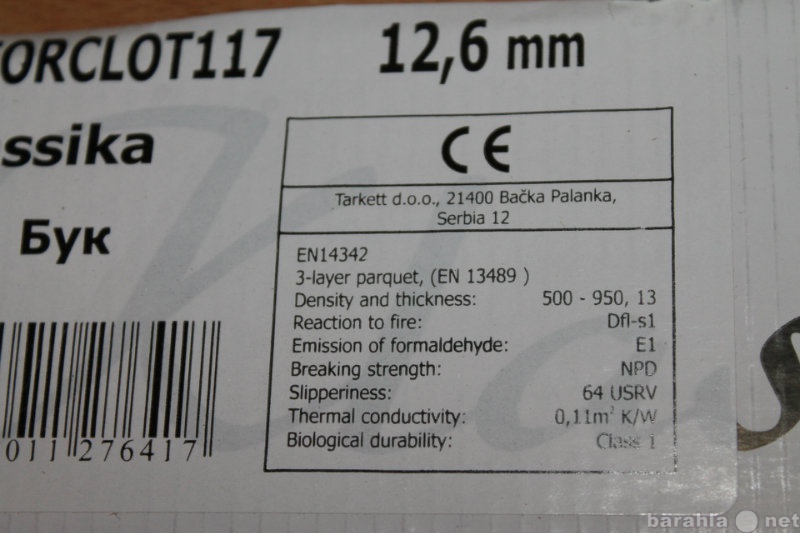 TORCLOT117 12,6 mm
ssika
Бук
CE
Tarkett d.o.o., 21400 Bačka Palanka,
Serbia 12
EN14342
3-layer parquet, (EN 13489 )
Density and thickness: 500 - 950, 13
Reaction to fire: Dfl-s1
Emission of formaldehyde: E1
Breaking strength: NPD
Slipperiness: 64 USRV
Thermal conductivity: 0,11m² K/W
Biological durability: Class 1
011 276417
barahla.net